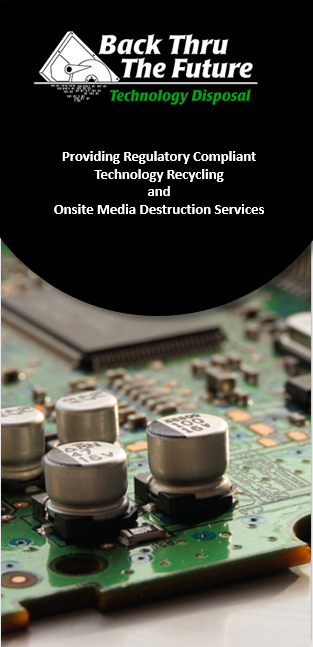 Back Thru
The Future
Technology Disposal
Providing Regulatory Compliant
Technology Recycling
and
Onsite Media Destruction Services